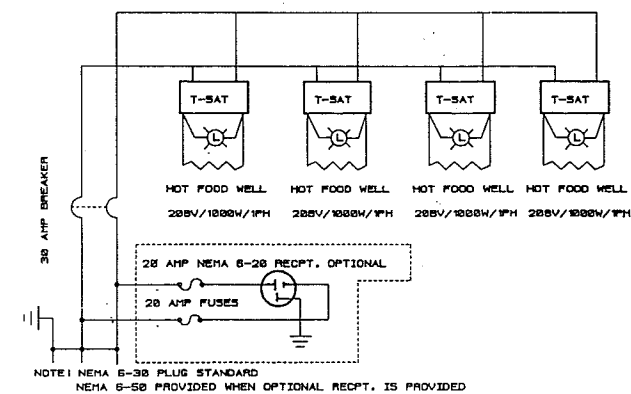 T-SAT T-SAT T-SAT T-SAT
L L L L
HOT FOOD WELL HOT FOOD WELL HOT FOOD WELL HOT FOOD WELL
208V/1000W/1PH 208V/1000W/1PH 208V/1000W/1PH 208V/1000W/1PH
30 AMP BREAKER
20 AMP NEMA 6-20 RECPT. OPTIONAL
20 AMP FUSES
NOTE: NEMA 6-30 PLUG STANDARD
NEMA 6-50 PROVIDED WHEN OPTIONAL RECPT. IS PROVIDED